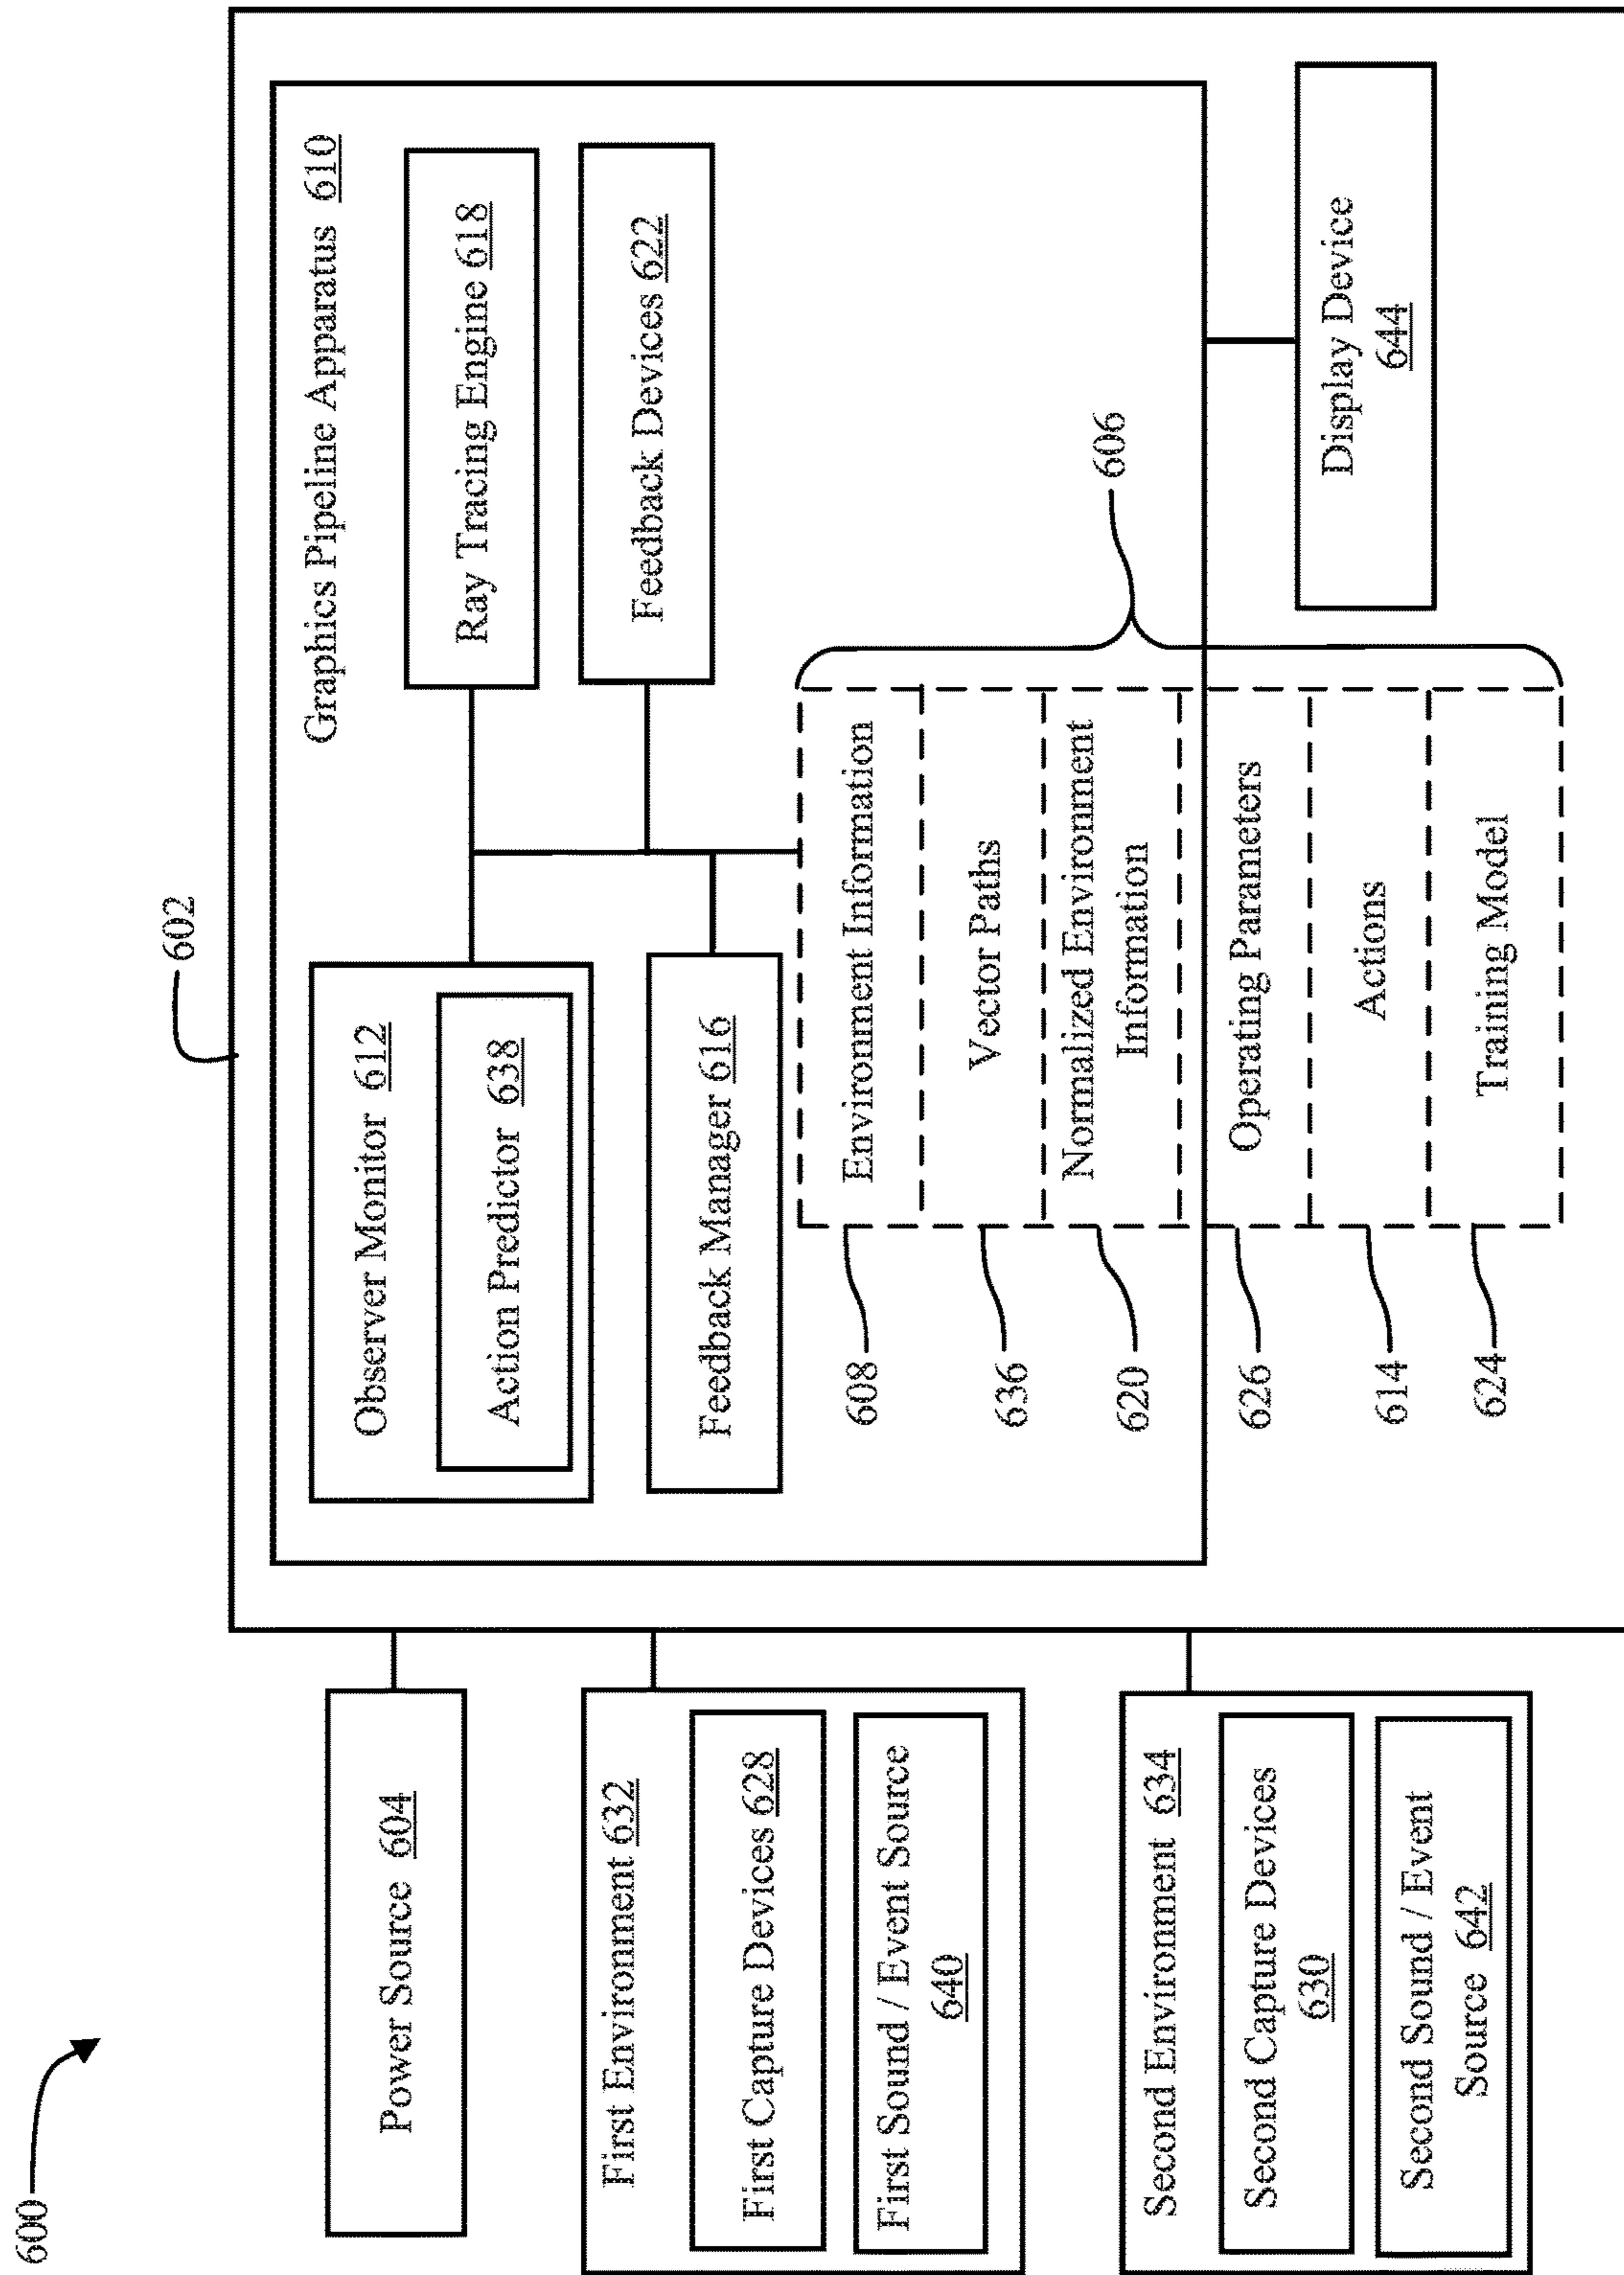 600
602
Power Source 604
First Environment 632
First Capture Devices 628
First Sound / Event Source
640
Second Environment 634
Second Capture Devices
630
Second Sound / Event
Source 642
Graphics Pipeline Apparatus 610
Observer Monitor 612
Action Predictor 638
Ray Tracing Engine 618
Feedback Manager 616
Feedback Devices 622
606
608
Environment Information
636
Vector Paths
620
Normalized Environment
Information
626
Operating Parameters
614
Actions
624
Training Model
Display Device
644